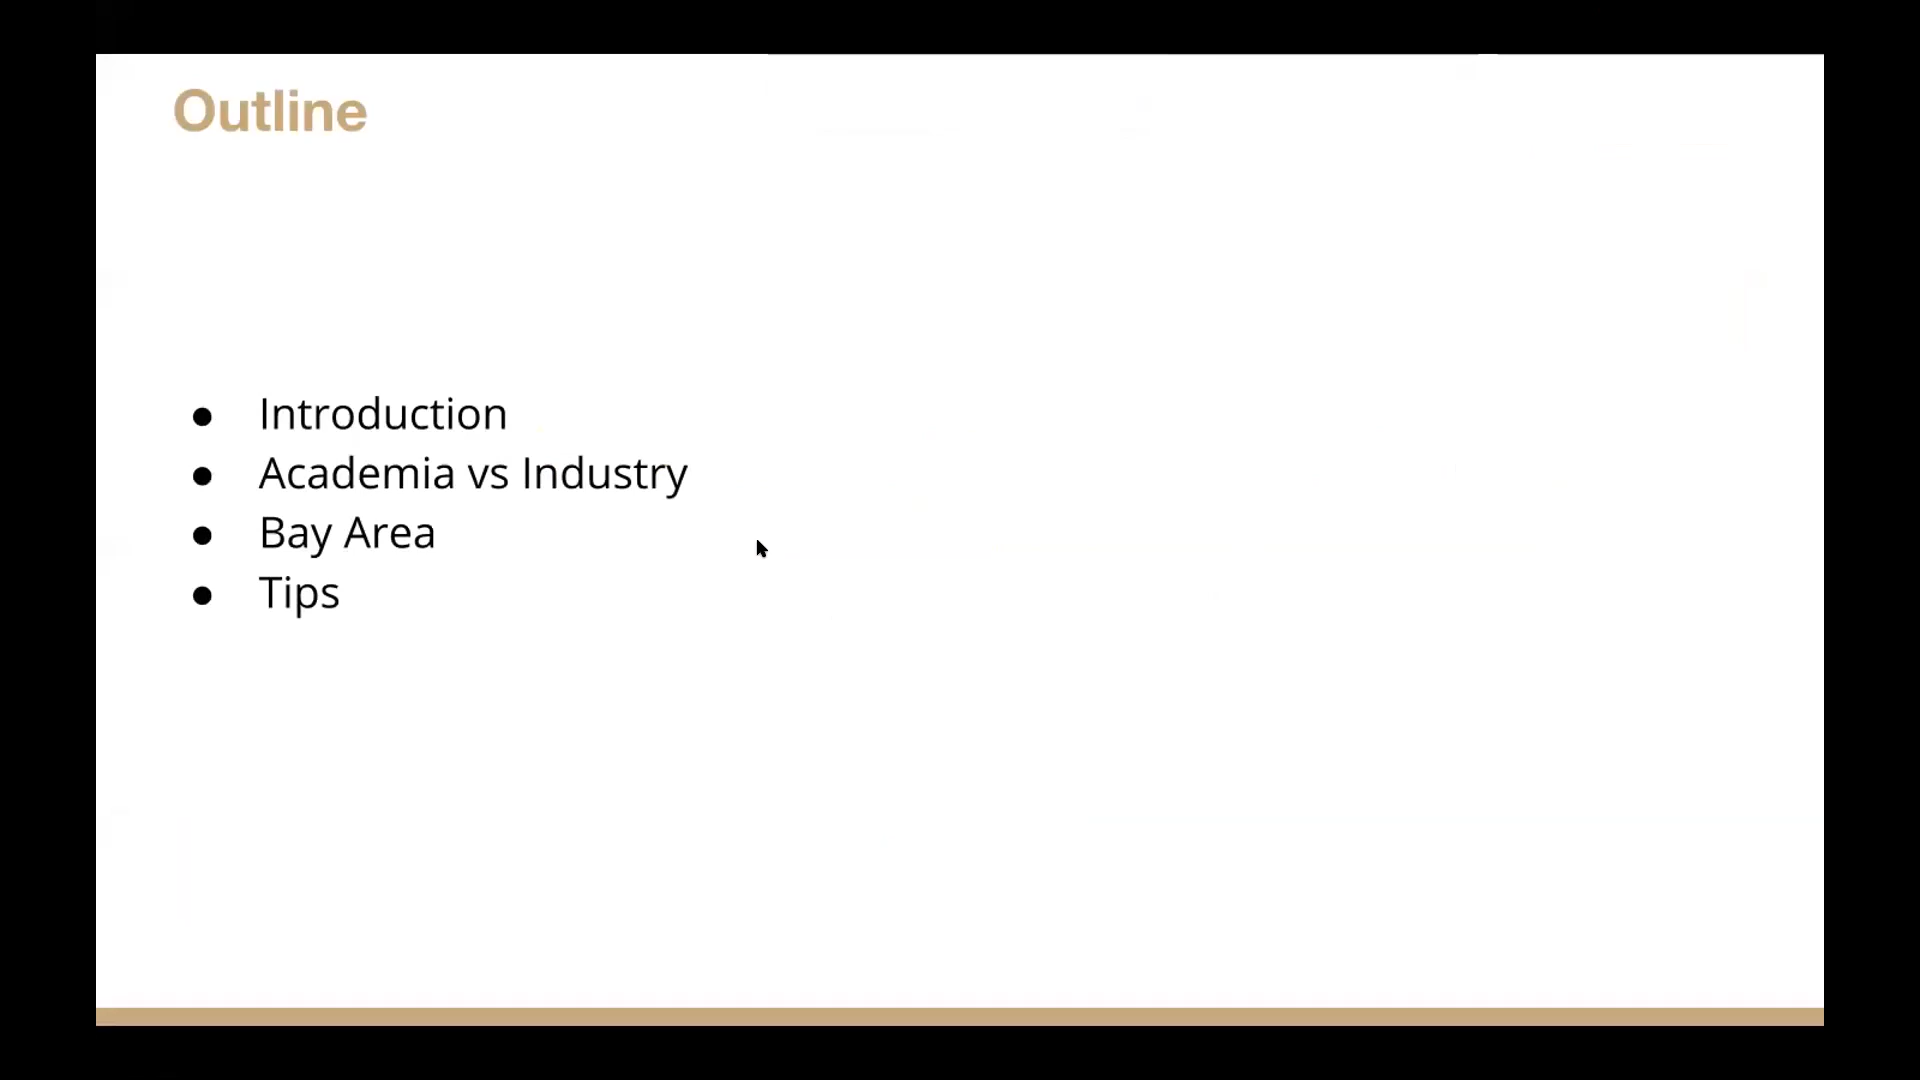 Outline
● Introduction
● Academia vs Industry
● Bay Area
● Tips